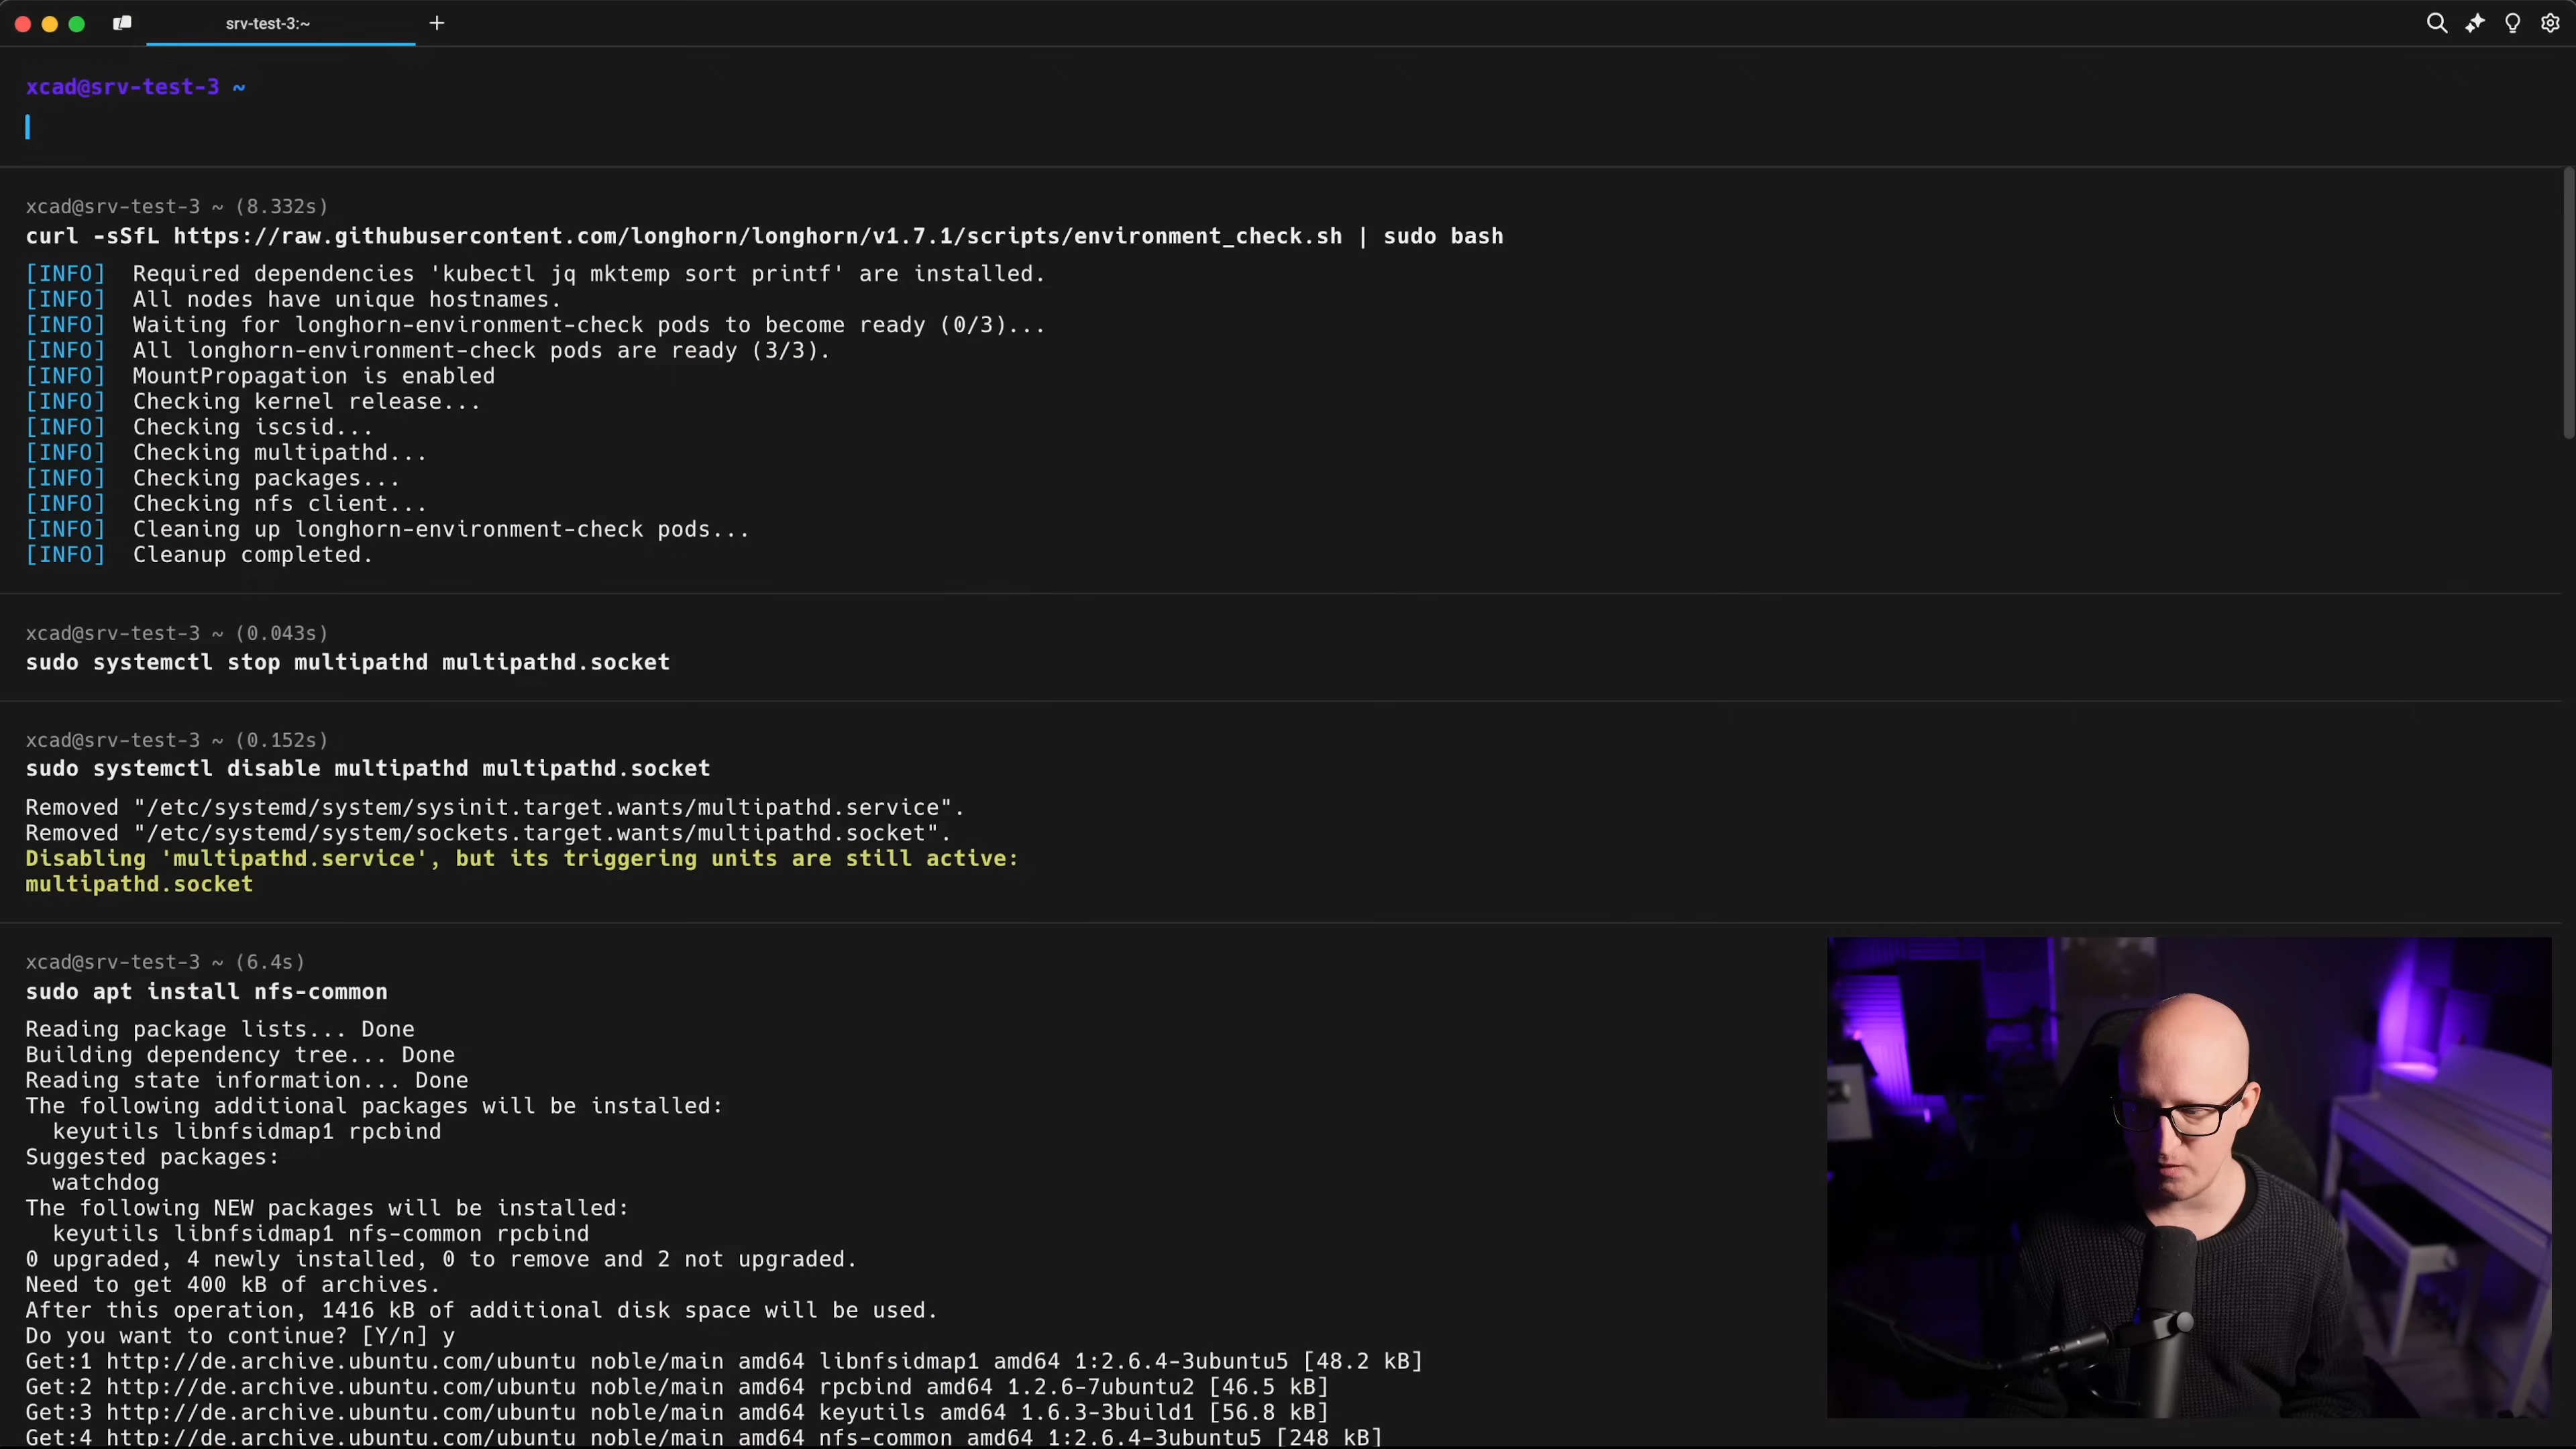 srv-test-3:~
xcad@srv-test-3 ~
xcad@srv-test-3 ~ (8.332s)
curl -sSfL https://raw.githubusercontent.com/longhorn/longhorn/v1.7.1/scripts/environment_check.sh | sudo bash
[INFO]  Required dependencies 'kubectl jq mktemp sort printf' are installed.
[INFO]  All nodes have unique hostnames.
[INFO]  Waiting for longhorn-environment-check pods to become ready (0/3)...
[INFO]  All longhorn-environment-check pods are ready (3/3).
[INFO]  MountPropagation is enabled
[INFO]  Checking kernel release...
[INFO]  Checking iscsid...
[INFO]  Checking multipathd...
[INFO]  Checking packages...
[INFO]  Checking nfs client...
[INFO]  Cleaning up longhorn-environment-check pods...
[INFO]  Cleanup completed.
xcad@srv-test-3 ~ (0.043s)
sudo systemctl stop multipathd multipathd.socket
xcad@srv-test-3 ~ (0.152s)
sudo systemctl disable multipathd multipathd.socket
Removed "/etc/systemd/system/sysinit.target.wants/multipathd.service".
Removed "/etc/systemd/system/sockets.target.wants/multipathd.socket".
Disabling 'multipathd.service', but its triggering units are still active:
multipathd.socket
xcad@srv-test-3 ~ (6.4s)
sudo apt install nfs-common
Reading package lists... Done
Building dependency tree... Done
Reading state information... Done
The following additional packages will be installed:
  keyutils libnfsidmap1 rpcbind
Suggested packages:
  watchdog
The following NEW packages will be installed:
  keyutils libnfsidmap1 nfs-common rpcbind
0 upgraded, 4 newly installed, 0 to remove and 2 not upgraded.
Need to get 400 kB of archives.
After this operation, 1416 kB of additional disk space will be used.
Do you want to continue? [Y/n] y
Get:1 http://de.archive.ubuntu.com/ubuntu noble/main amd64 libnfsidmap1 amd64 1:2.6.4-3ubuntu5 [48.2 kB]
Get:2 http://de.archive.ubuntu.com/ubuntu noble/main amd64 rpcbind amd64 1.2.6-7ubuntu2 [46.5 kB]
Get:3 http://de.archive.ubuntu.com/ubuntu noble/main amd64 keyutils amd64 1.6.3-3build1 [56.8 kB]
Get:4 http://de.archive.ubuntu.com/ubuntu noble/main amd64 nfs-common amd64 1:2.6.4-3ubuntu5 [248 kB]